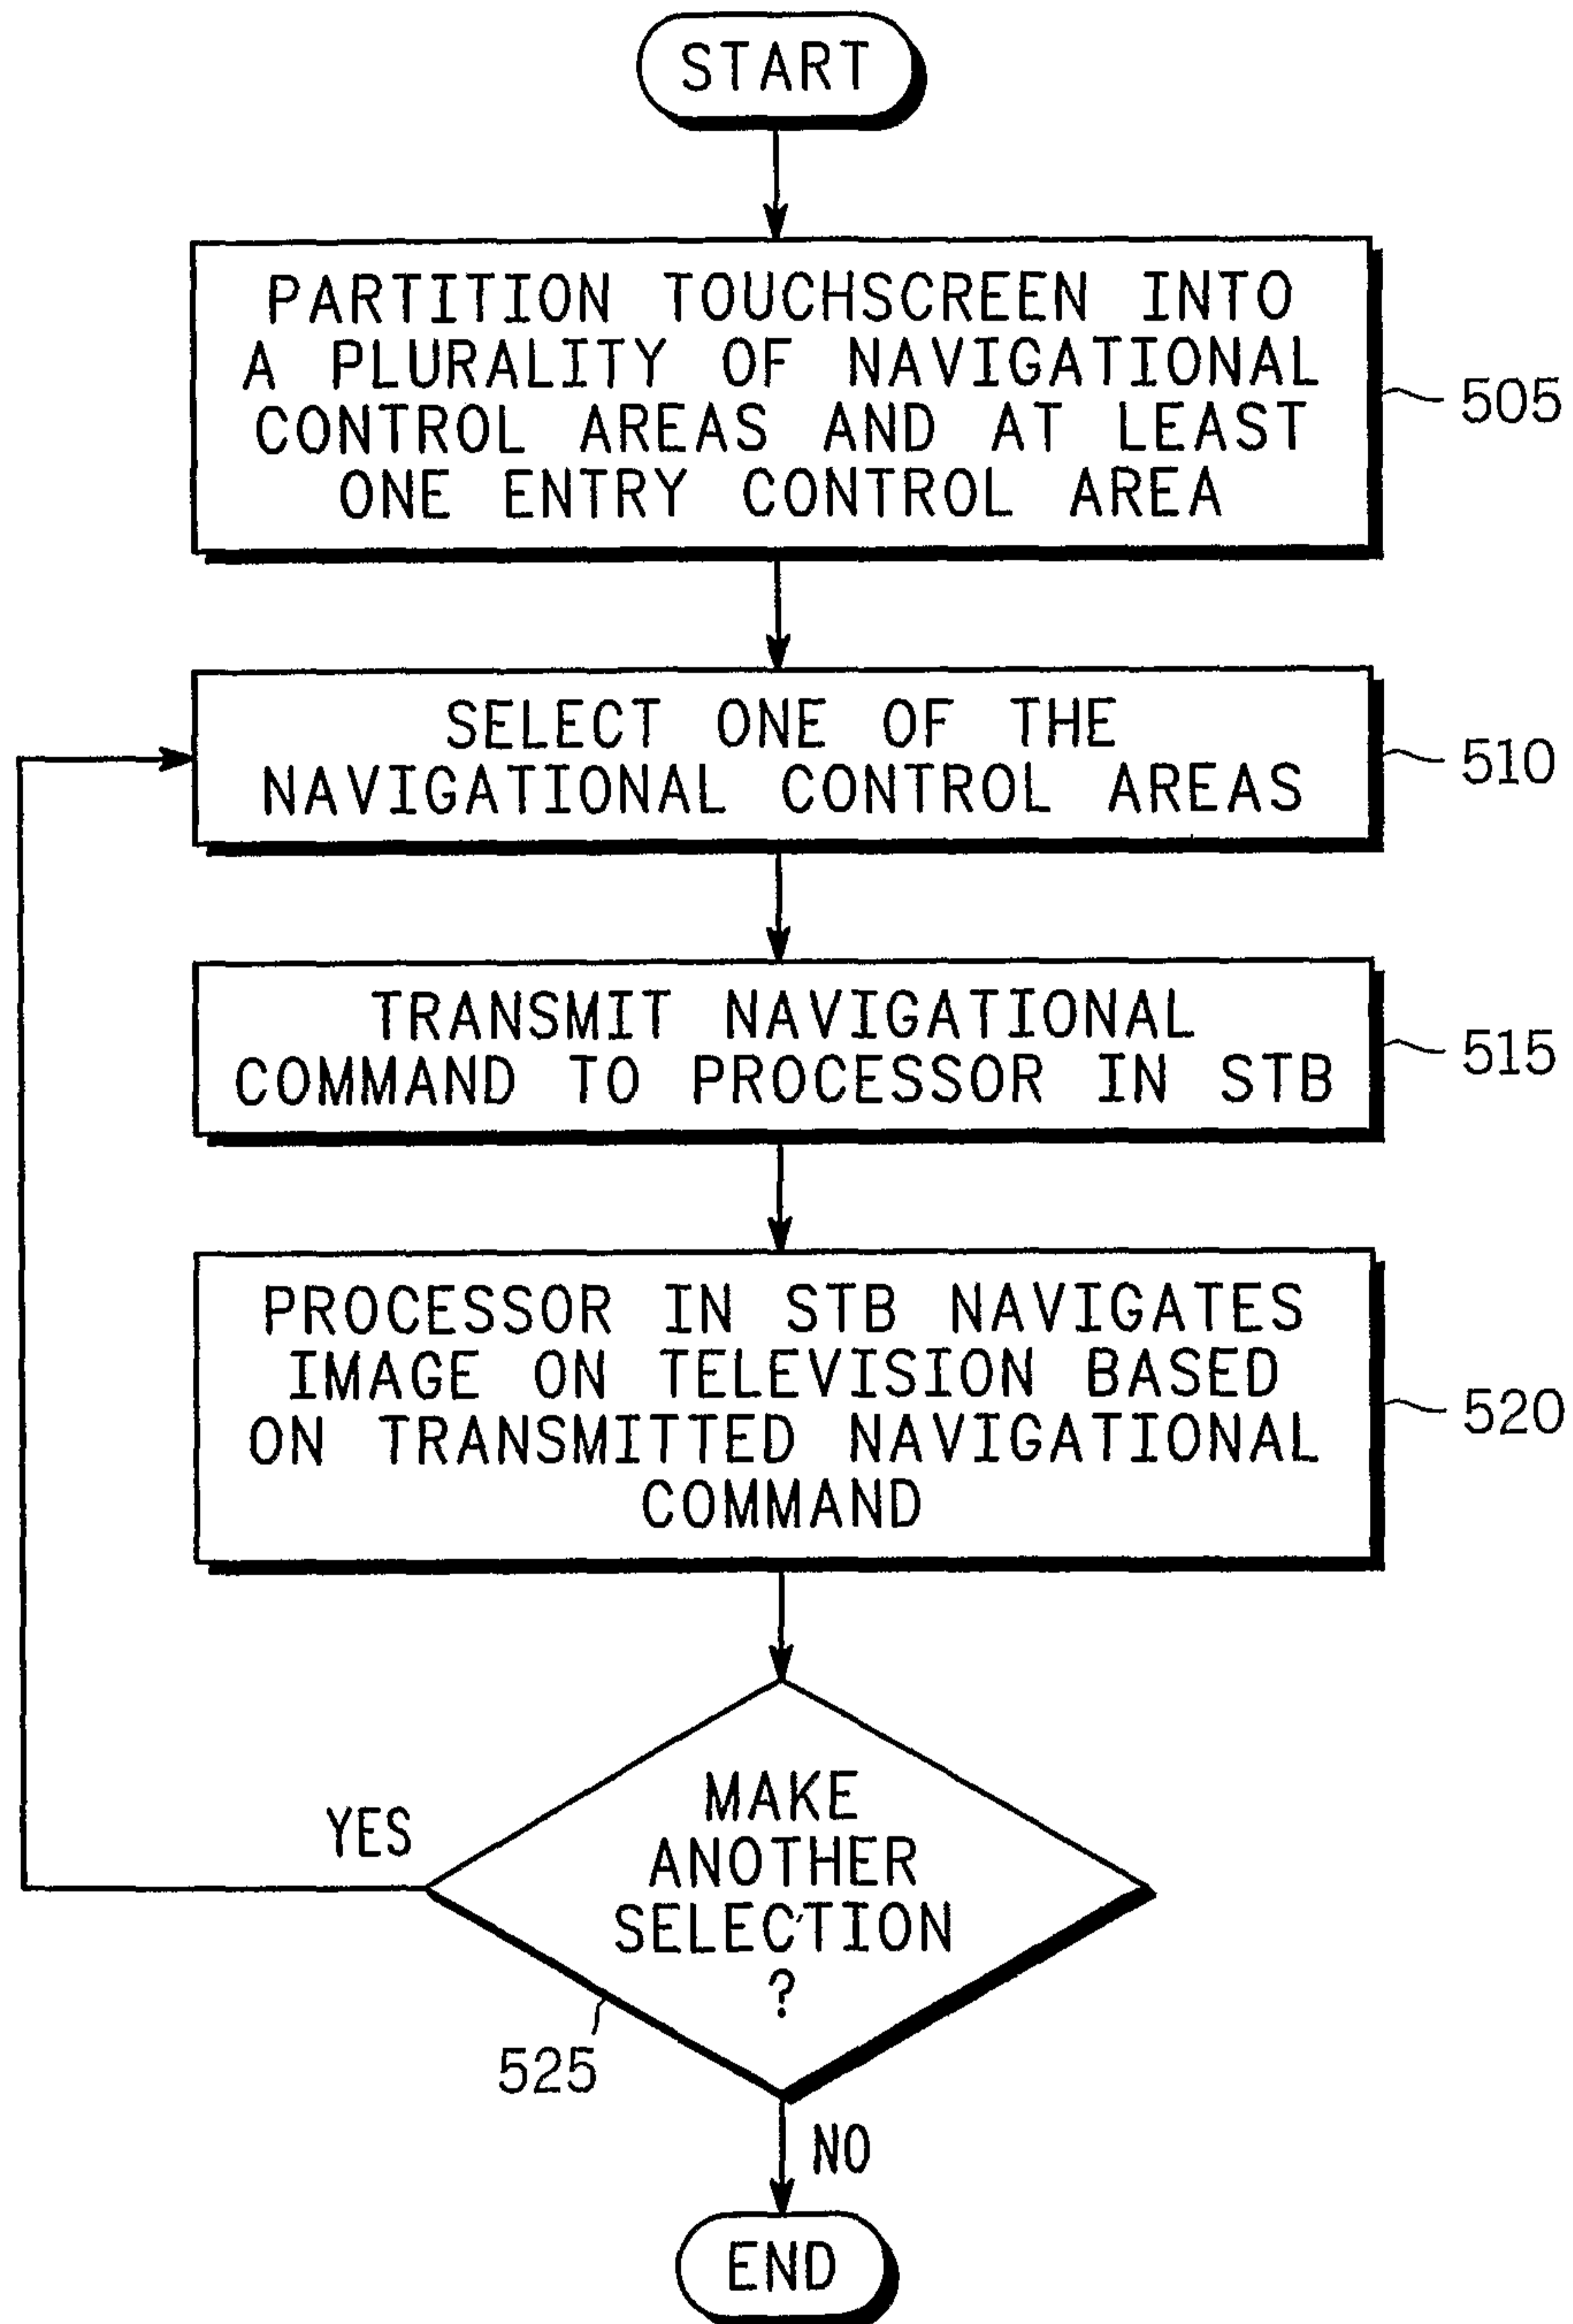 START
PARTITION TOUCHSCREEN INTO
A PLURALITY OF NAVIGATIONAL
CONTROL AREAS AND AT LEAST
ONE ENTRY CONTROL AREA
505
SELECT ONE OF THE
NAVIGATIONAL CONTROL AREAS
510
TRANSMIT NAVIGATIONAL
COMMAND TO PROCESSOR IN STB
515
PROCESSOR IN STB NAVIGATES
IMAGE ON TELEVISION BASED
ON TRANSMITTED NAVIGATIONAL
COMMAND
520
YES
MAKE
ANOTHER
SELECTION
?
525
NO
END